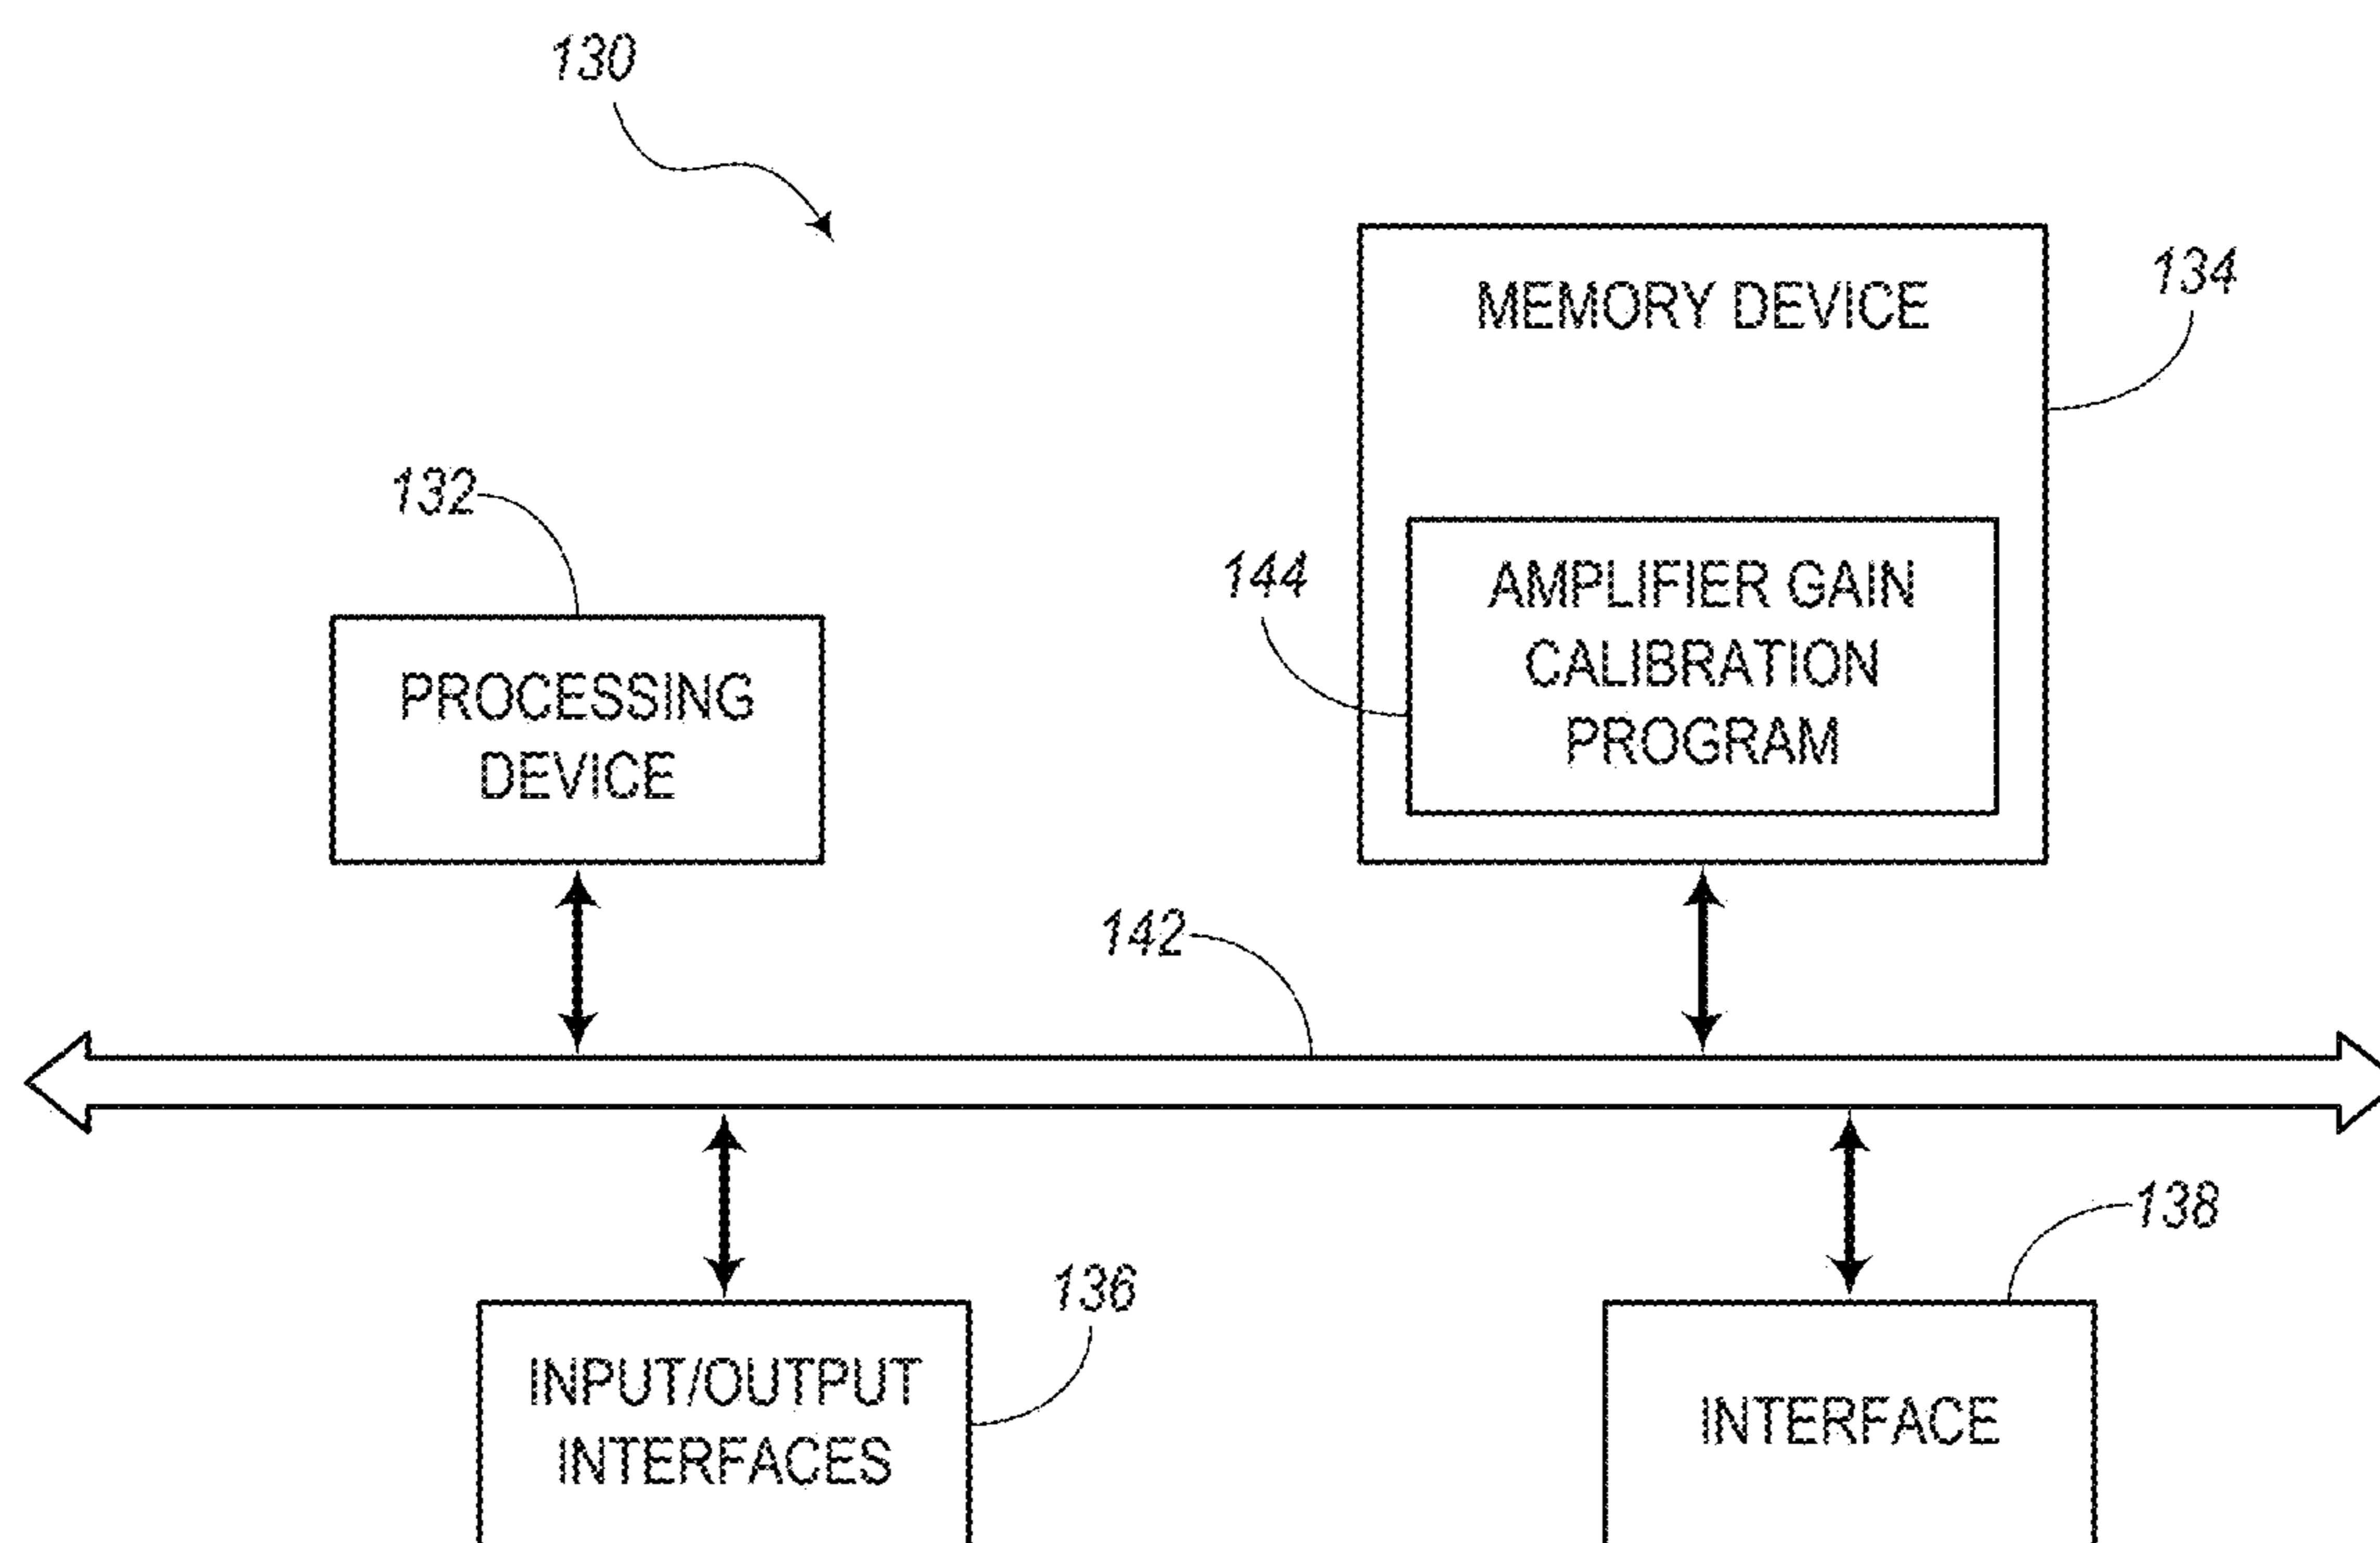 130
MEMORY DEVICE
134
132
144
AMPLIFIER GAIN
CALIBRATION
PROGRAM
PROCESSING
DEVICE
142
138
136
INPUT/OUTPUT
INTERFACES
INTERFACE